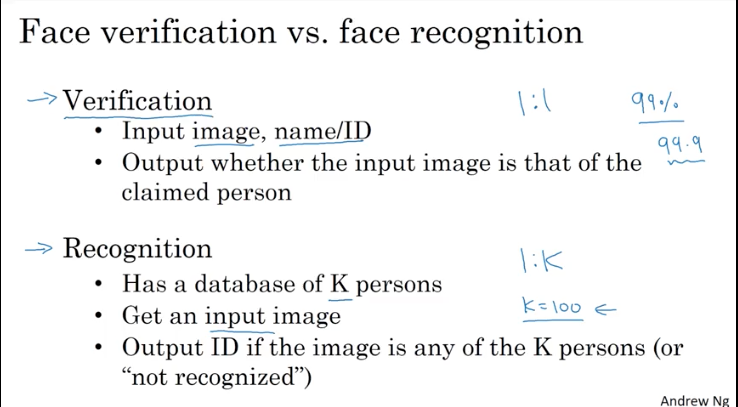 Face verification vs. face recognition
→ Verification 1:1 99%
• Input image, name/ID 99.9
• Output whether the input image is that of the
claimed person
→ Recognition 1:K
• Has a database of K persons
• Get an input image K=100 ←
• Output ID if the image is any of the K persons (or
“not recognized”)
Andrew Ng